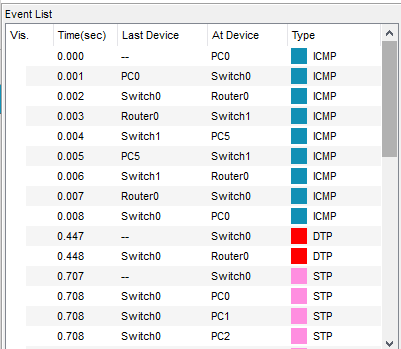 Event List
Vis. Time(sec) Last Device At Device Type
0.000 -- PC0 ICMP
0.001 PC0 Switch0 ICMP
0.002 Switch0 Router0 ICMP
0.003 Router0 Switch1 ICMP
0.004 Switch1 PC5 ICMP
0.005 PC5 Switch1 ICMP
0.006 Switch1 Router0 ICMP
0.007 Router0 Switch0 ICMP
0.008 Switch0 PC0 ICMP
0.447 -- Switch0 DTP
0.448 Switch0 Router0 DTP
0.707 -- Switch0 STP
0.708 Switch0 PC0 STP
0.708 Switch0 PC1 STP
0.708 Switch0 PC2 STP